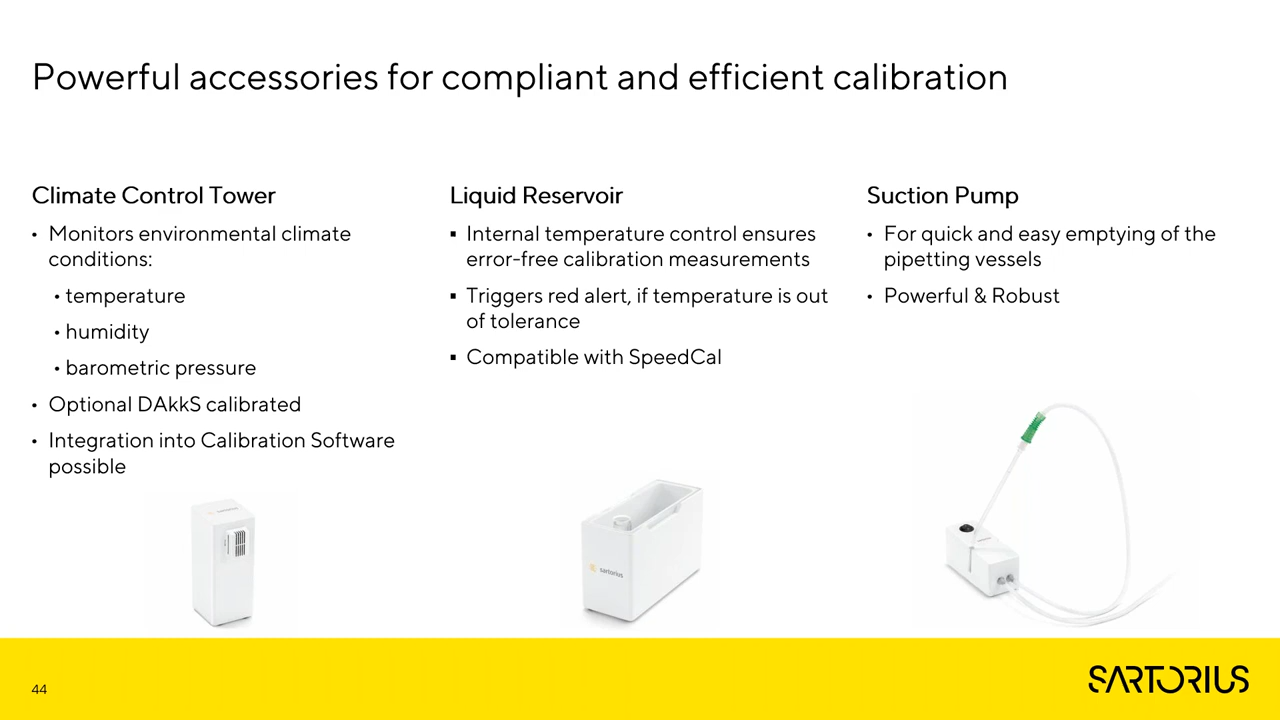 Powerful accessories for compliant and efficient calibration
Climate Control Tower
• Monitors environmental climate
conditions:
• temperature
• humidity
• barometric pressure
• Optional DAkkS calibrated
• Integration into Calibration Software
possible
Liquid Reservoir
▪ Internal temperature control ensures
error-free calibration measurements
▪ Triggers red alert, if temperature is out
of tolerance
▪ Compatible with SpeedCal
Suction Pump
• For quick and easy emptying of the
pipetting vessels
• Powerful & Robust
sartorius
sartorius
44
SARTORIUS